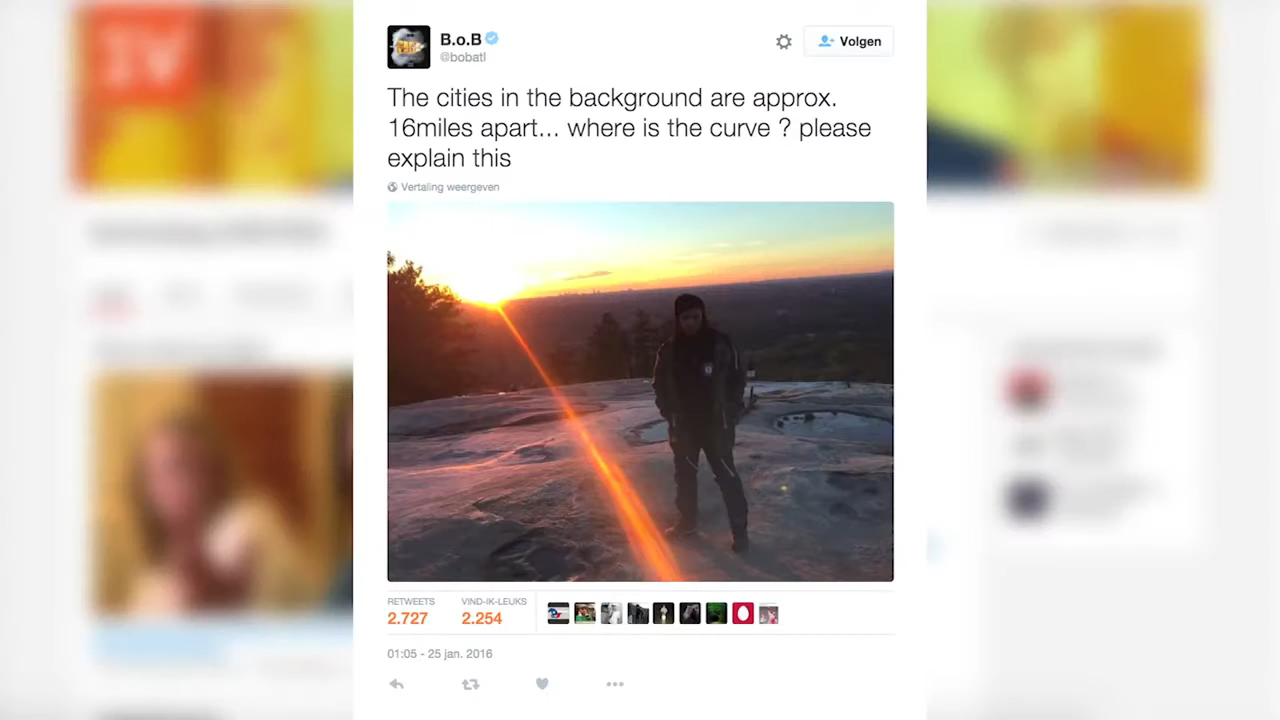 B.o.B
@bobatl
Volgen
The cities in the background are approx.
16miles apart... where is the curve ? please
explain this
Vertaling weergeven
RETWEETS
VIND-IK-LEUKS
2.727
2.254
01:05 - 25 jan. 2016